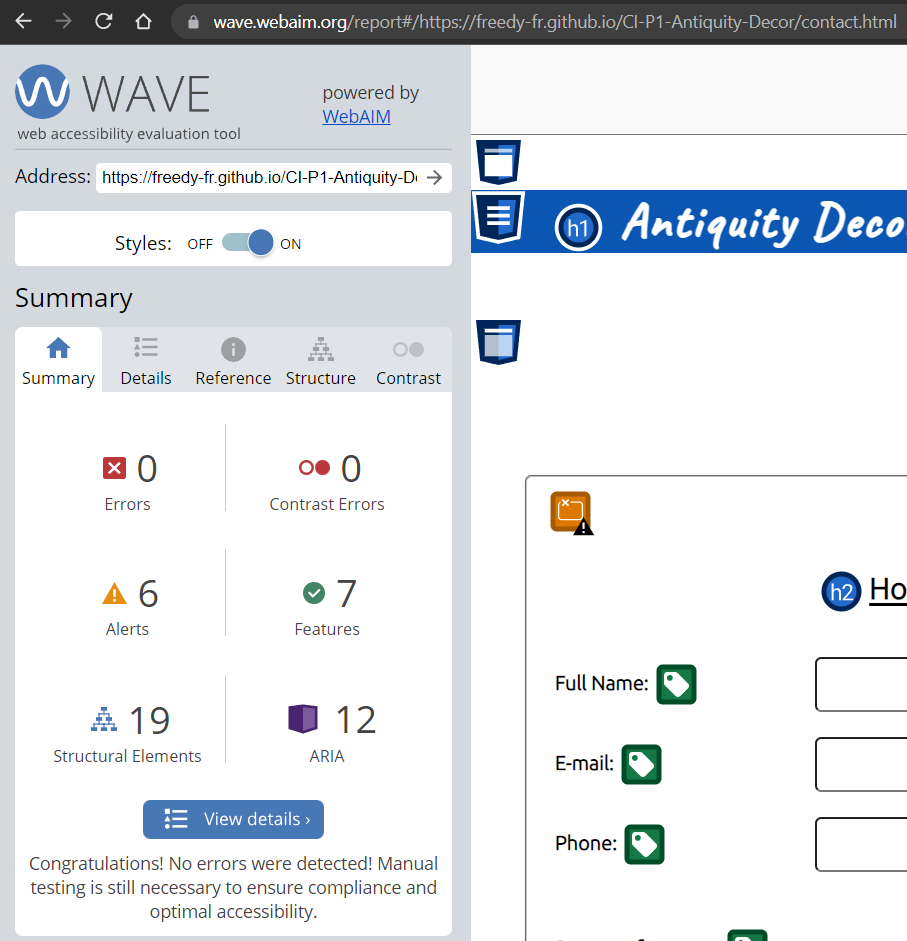 wave.webaim.org/report#/https://freedy-fr.github.io/CI-P1-Antiquity-Decor/contact.html
WAVE
web accessibility evaluation tool
powered by
WebAIM
Address: https://freedy-fr.github.io/CI-P1-Antiquity-D
Styles: OFF ON
Summary
Summary Details Reference Structure Contrast
0
Errors
0
Contrast Errors
6
Alerts
7
Features
19
Structural Elements
12
ARIA
View details ›
Congratulations! No errors were detected! Manual
testing is still necessary to ensure compliance and
optimal accessibility.
h1 Antiquity Deco
h2 Ho
Full Name:
E-mail:
Phone: